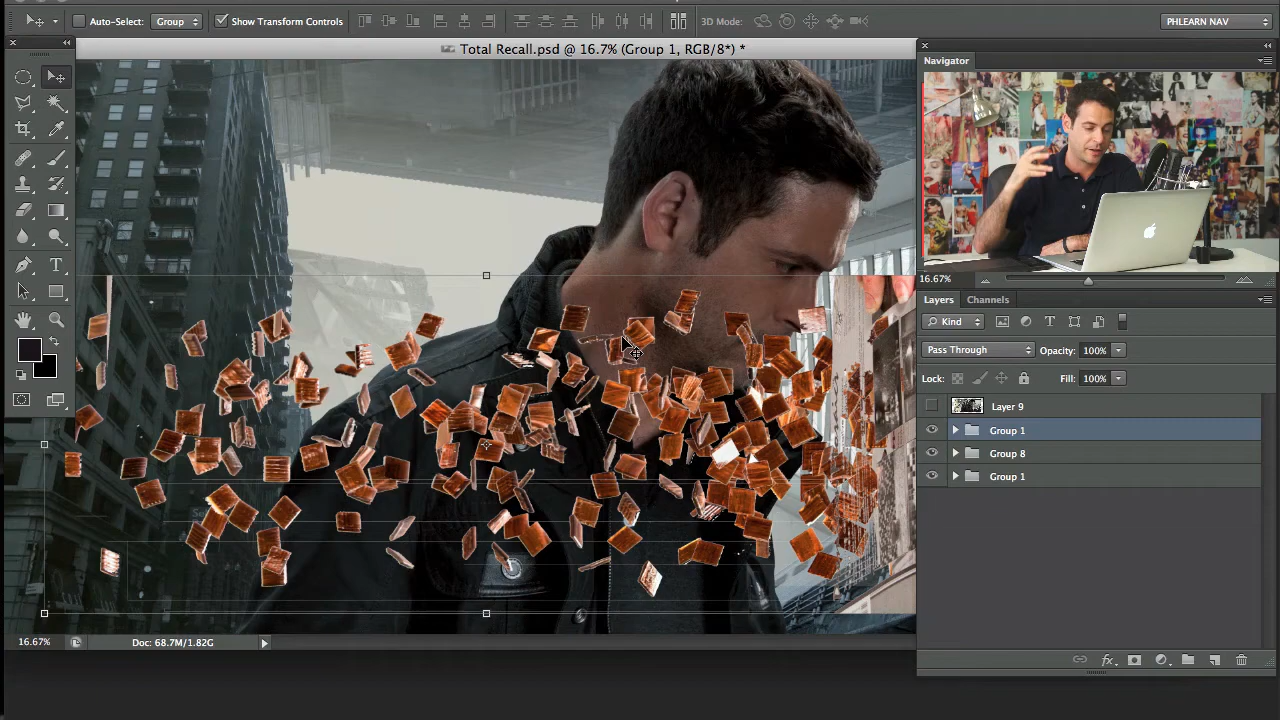 Auto-Select: Group Show Transform Controls 3D Mode: PHLEARN NAV
Total Recall.psd @ 16.7% (Group 1, RGB/8*) *
Navigator
16.67%
Layers Channels
Kind
Pass Through Opacity: 100%
Lock: Fill: 100%
Layer 9
Group 1
Group 8
Group 1
16.67% Doc: 68.7M/1.82G